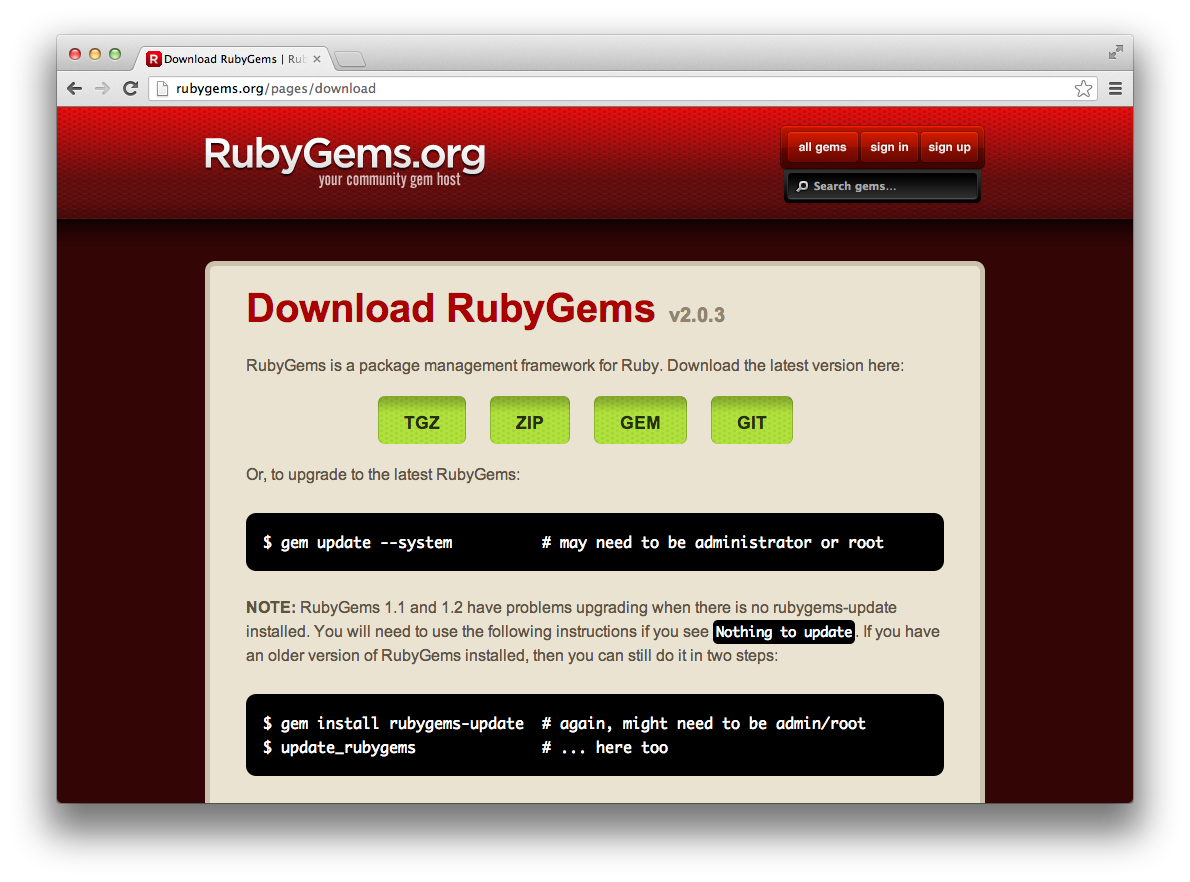 Download RubyGems | Rub
rubygems.org/pages/download
RubyGems.org
your community gem host
all gems sign in sign up
Search gems...
Download RubyGems v2.0.3
RubyGems is a package management framework for Ruby. Download the latest version here:
TGZ ZIP GEM GIT
Or, to upgrade to the latest RubyGems:
$ gem update --system # may need to be administrator or root
NOTE: RubyGems 1.1 and 1.2 have problems upgrading when there is no rubygems-update
installed. You will need to use the following instructions if you see Nothing to update. If you have
an older version of RubyGems installed, then you can still do it in two steps:
$ gem install rubygems-update # again, might need to be admin/root
$ update_rubygems # ... here too